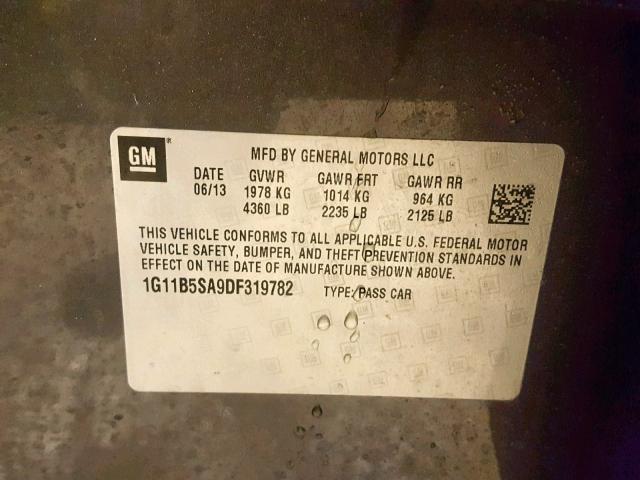 GM
MFD BY GENERAL MOTORS LLC
DATE GVWR GAWR FRT GAWR RR
06/13 1978 KG 1014 KG 964 KG
4360 LB 2235 LB 2125 LB
THIS VEHICLE CONFORMS TO ALL APPLICABLE U.S. FEDERAL MOTOR
VEHICLE SAFETY, BUMPER, AND THEFT PREVENTION STANDARDS IN
EFFECT ON THE DATE OF MANUFACTURE SHOWN ABOVE.
1G11B5SA9DF319782 TYPE: PASS CAR